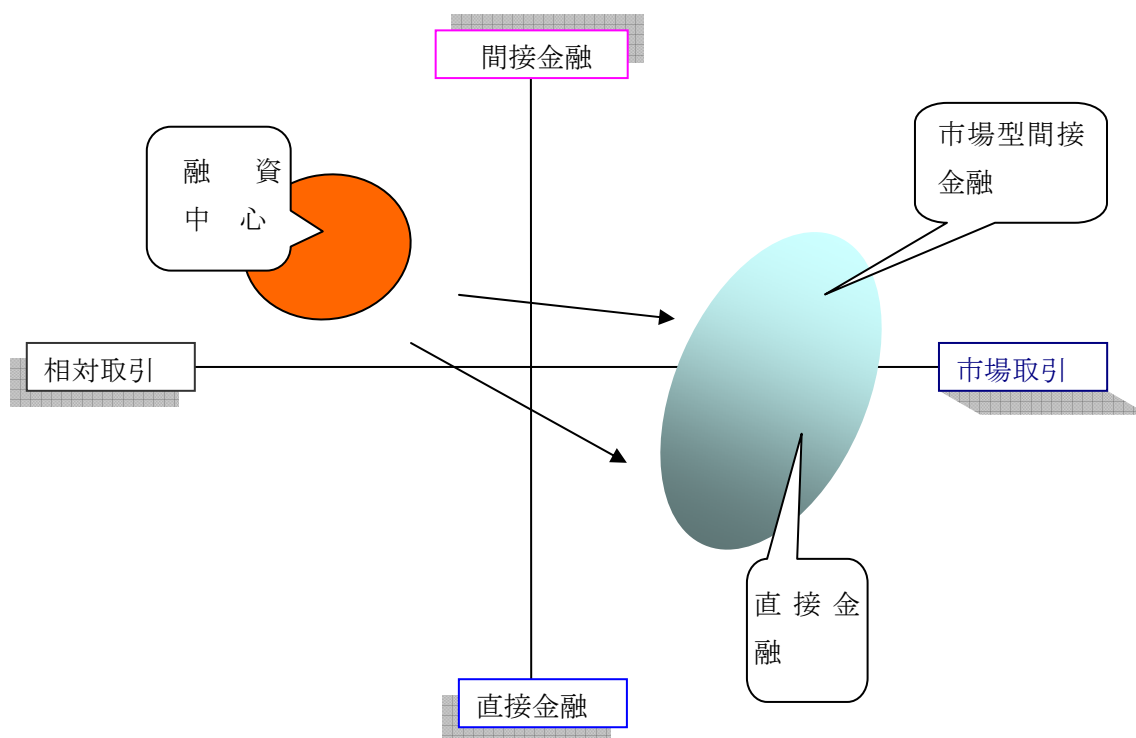 間接金融
市場型間接
金融
融資
中心
相対取引
市場取引
直接金
融
直接金融